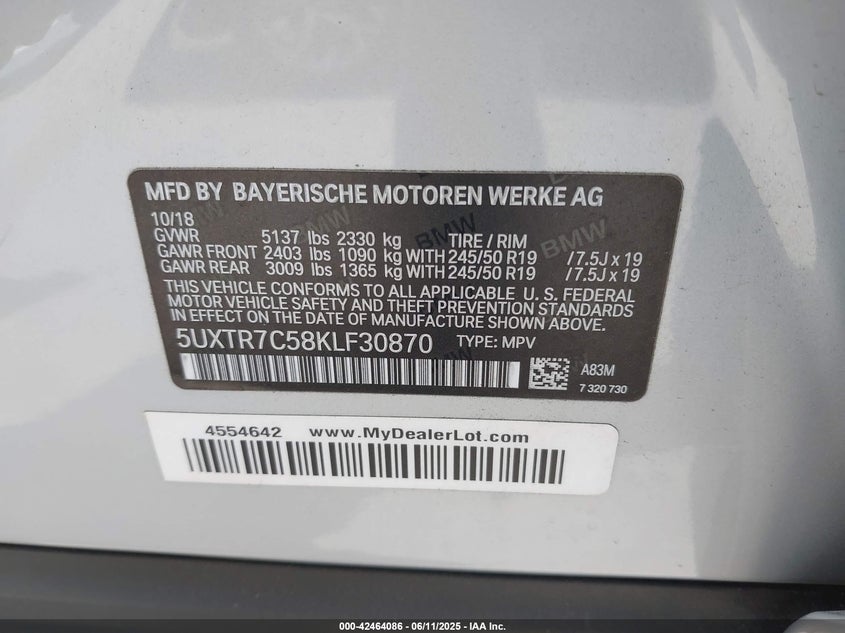 MFD BY BAYERISCHE MOTOREN WERKE AG
10/18
GVWR 5137 lbs 2330 kg TIRE / RIM
GAWR FRONT 2403 lbs 1090 kg WITH 245/50 R19 /7.5J x 19
GAWR REAR 3009 lbs 1365 kg WITH 245/50 R19 /7.5J x 19
THIS VEHICLE CONFORMS TO ALL APPLICABLE U. S. FEDERAL
MOTOR VEHICLE SAFETY AND THEFT PREVENTION STANDARDS
IN EFFECT ON THE DATE OF MANUFACTURE SHOWN ABOVE.
5UXTR7C58KLF30870 TYPE: MPV
A83M
7 320 730
BMW
BMW
BMW
4554642 www.MyDealerLot.com
000-42464086 - 06/11/2025 - IAA Inc.